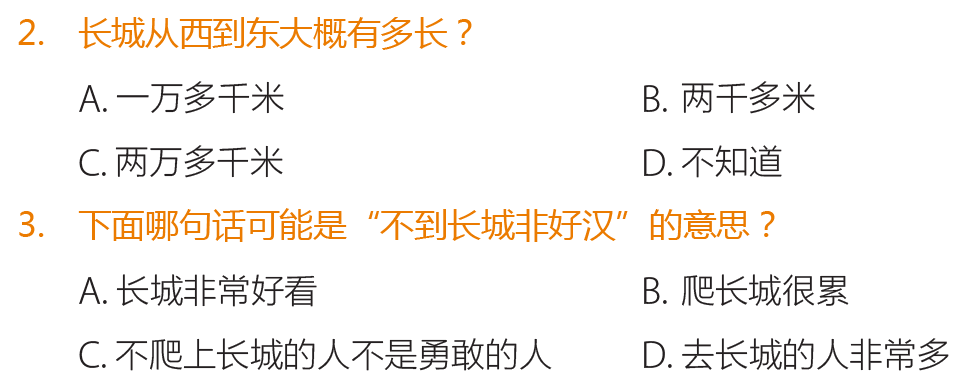 2. 长城从西到东大概有多长？
A. 一万多千米 B. 两千多米
C. 两万多千米 D. 不知道
3. 下面哪句话可能是“不到长城非好汉”的意思？
A. 长城非常好看 B. 爬长城很累
C. 不爬上长城的人不是勇敢的人 D. 去长城的人非常多